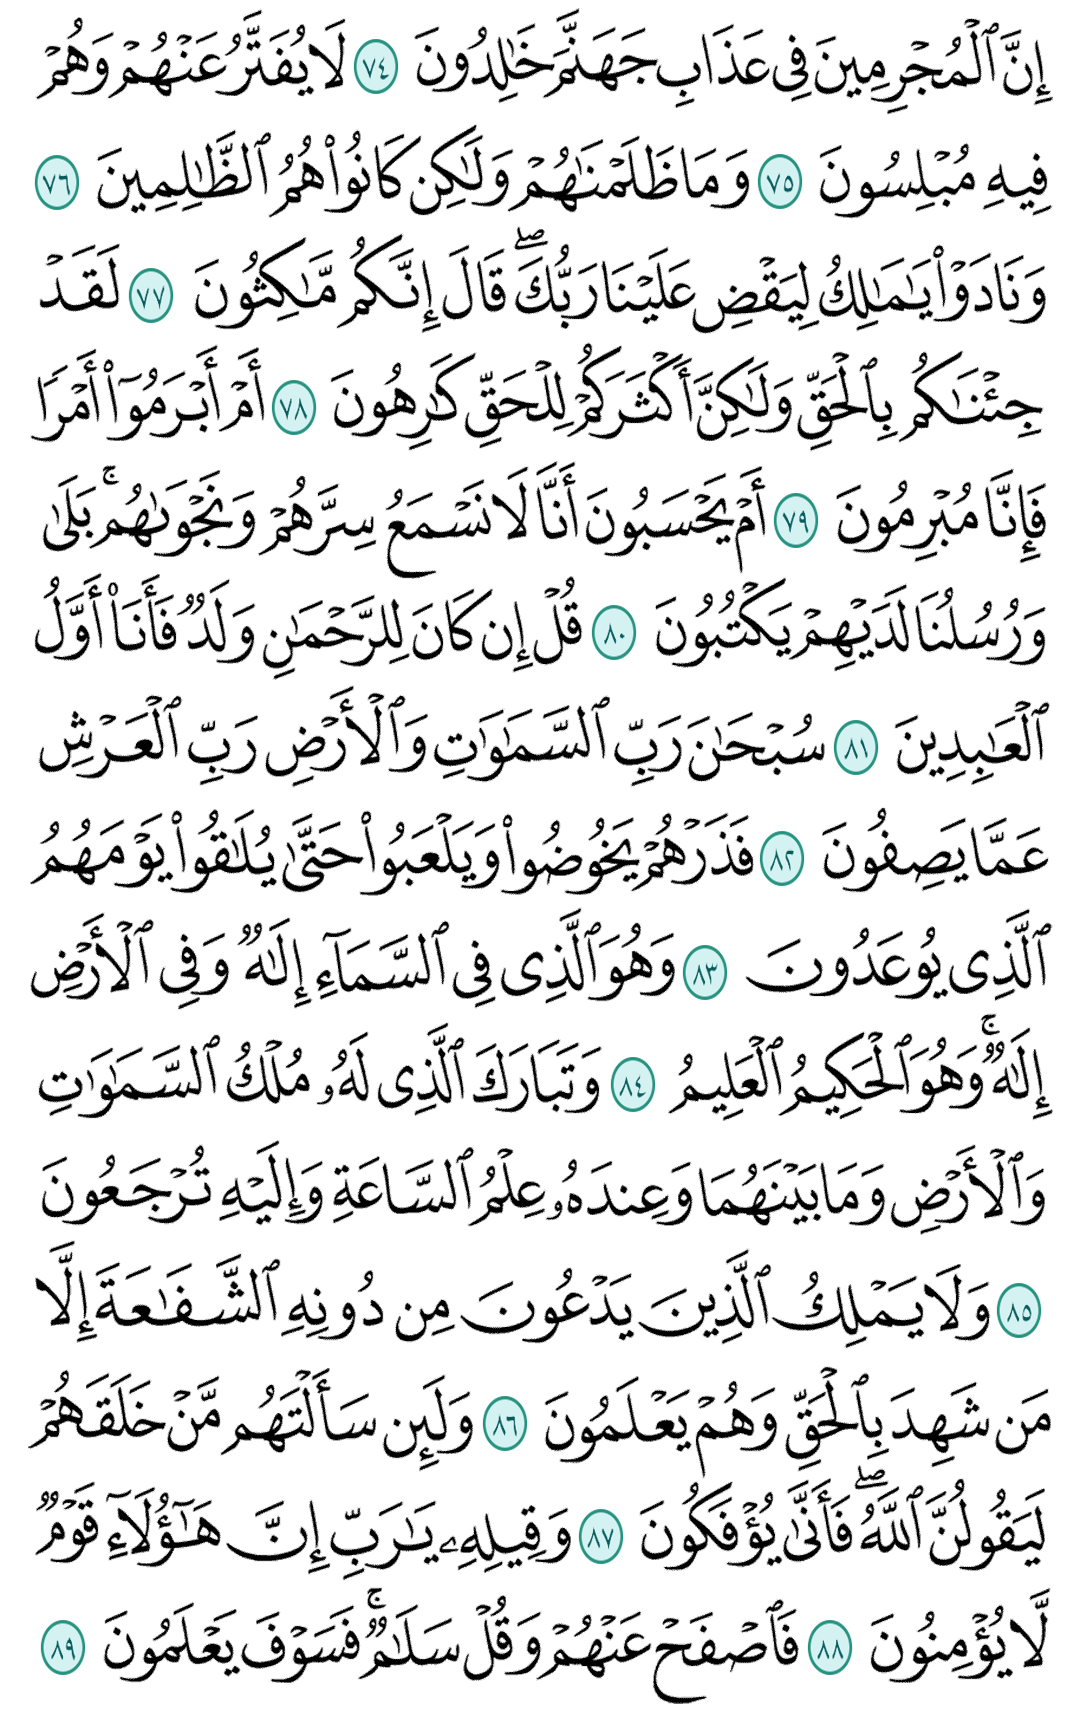 إِنَّ ٱلْمُجْرِمِينَ فِى عَذَابِ جَهَنَّمَ خَٰلِدُونَ ٧٤ لَا يُفَتَّرُ عَنْهُمْ وَهُمْ
فِيهِ مُبْلِسُونَ ٧٥ وَمَا ظَلَمْنَٰهُمْ وَلَٰكِن كَانُوا۟ هُمُ ٱلظَّٰلِمِينَ ٧٦
وَنَادَوْا۟ يَٰمَٰلِكُ لِيَقْضِ عَلَيْنَا رَبُّكَ ۖ قَالَ إِنَّكُم مَّٰكِثُونَ ٧٧ لَقَدْ
جِئْنَٰكُم بِٱلْحَقِّ وَلَٰكِنَّ أَكْثَرَكُمْ لِلْحَقِّ كَٰرِهُونَ ٧٨ أَمْ أَبْرَمُوٓا۟ أَمْرًا
فَإِنَّا مُبْرِمُونَ ٧٩ أَمْ يَحْسَبُونَ أَنَّا لَا نَسْمَعُ سِرَّهُمْ وَنَجْوَىٰهُم ۚ بَلَىٰ
وَرُسُلُنَا لَدَيْهِمْ يَكْتُبُونَ ٨٠ قُلْ إِن كَانَ لِلرَّحْمَٰنِ وَلَدٌ فَأَنَا۠ أَوَّلُ
ٱلْعَٰبِدِينَ ٨١ سُبْحَٰنَ رَبِّ ٱلسَّمَٰوَٰتِ وَٱلْأَرْضِ رَبِّ ٱلْعَرْشِ
عَمَّا يَصِفُونَ ٨٢ فَذَرْهُمْ يَخُوضُوا۟ وَيَلْعَبُوا۟ حَتَّىٰ يُلَٰقُوا۟ يَوْمَهُمُ
ٱلَّذِى يُوعَدُونَ ٨٣ وَهُوَ ٱلَّذِى فِى ٱلسَّمَآءِ إِلَٰهٌ وَفِى ٱلْأَرْضِ
إِلَٰهٌ ۚ وَهُوَ ٱلْحَكِيمُ ٱلْعَلِيمُ ٨٤ وَتَبَارَكَ ٱلَّذِى لَهُۥ مُلْكُ ٱلسَّمَٰوَٰتِ
وَٱلْأَرْضِ وَمَا بَيْنَهُمَا وَعِندَهُۥ عِلْمُ ٱلسَّاعَةِ وَإِلَيْهِ تُرْجَعُونَ
٨٥ وَلَا يَمْلِكُ ٱلَّذِينَ يَدْعُونَ مِن دُونِهِ ٱلشَّفَٰعَةَ إِلَّا
مَن شَهِدَ بِٱلْحَقِّ وَهُمْ يَعْلَمُونَ ٨٦ وَلَئِن سَأَلْتَهُم مَّنْ خَلَقَهُمْ
لَيَقُولُنَّ ٱللَّهُ ۖ فَأَنَّىٰ يُؤْفَكُونَ ٨٧ وَقِيلِهِۦ يَٰرَبِّ إِنَّ هَٰٓؤُلَآءِ قَوْمٌ
لَّا يُؤْمِنُونَ ٨٨ فَٱصْفَحْ عَنْهُمْ وَقُلْ سَلَٰمٌ ۚ فَسَوْفَ يَعْلَمُونَ ٨٩